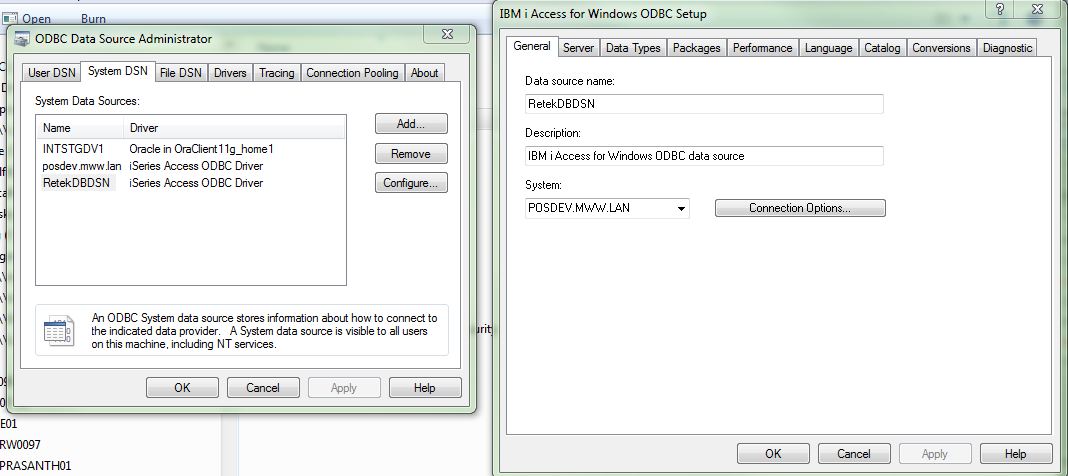 Open Burn
ODBC Data Source Administrator
User DSN System DSN File DSN Drivers Tracing Connection Pooling About
System Data Sources:
Name Driver
INTSTGDV1 Oracle in OraClient11g_home1
posdev.mww.lan iSeries Access ODBC Driver
RetekDBDSN iSeries Access ODBC Driver
Add...
Remove
Configure...
An ODBC System data source stores information about how to connect to
the indicated data provider. A System data source is visible to all users
on this machine, including NT services.
OK Cancel Apply Help
E01
RW0097
PRASANTH01
IBM i Access for Windows ODBC Setup
General Server Data Types Packages Performance Language Catalog Conversions Diagnostic
Data source name:
RetekDBDSN
Description:
IBM i Access for Windows ODBC data source
System:
POSDEV.MWW.LAN Connection Options...
OK Cancel Apply Help